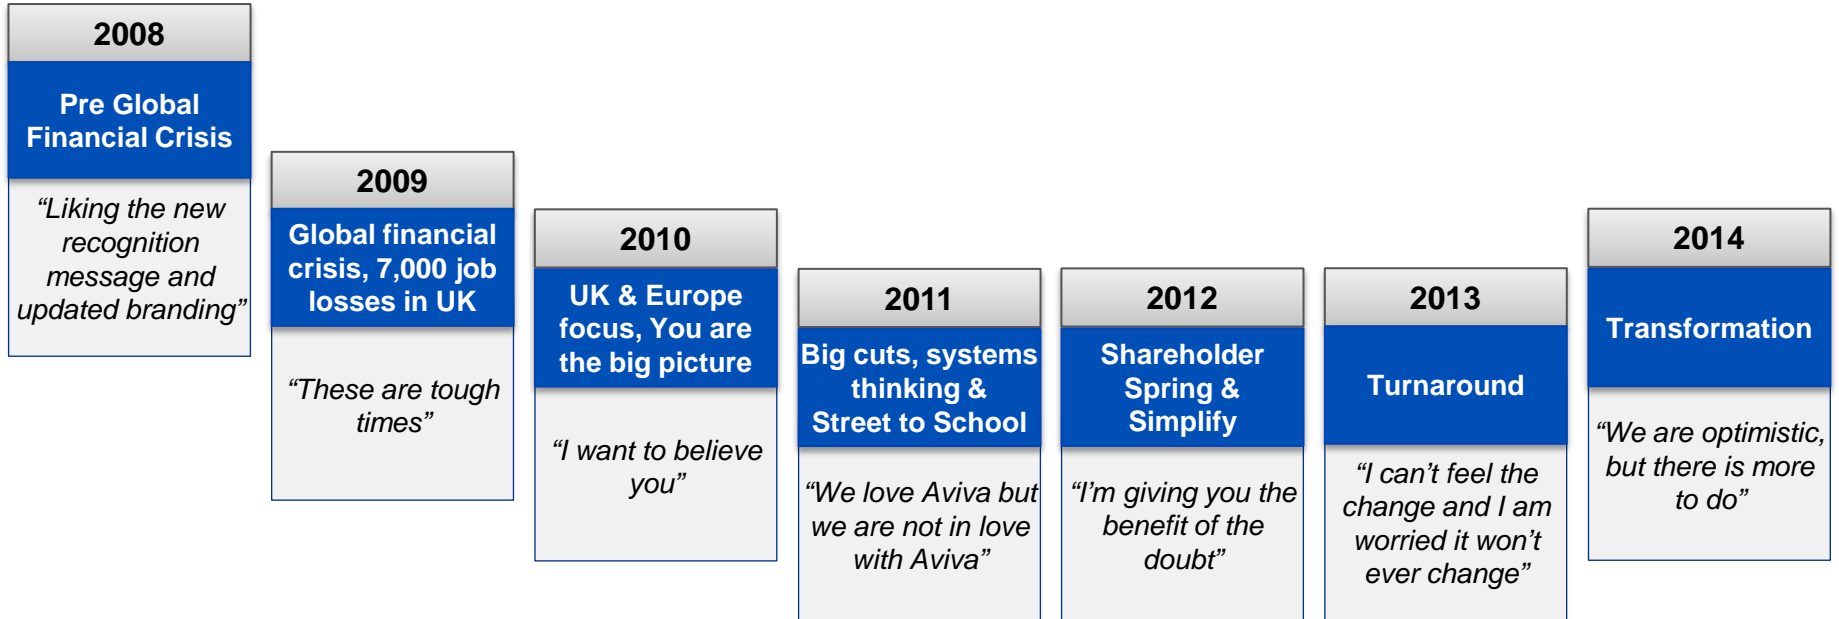 2008
Pre Global
Financial Crisis
“Liking the new
recognition
message and
updated branding”
2009
Global financial
crisis, 7,000 job
losses in UK
“These are tough
times”
2010
UK & Europe
focus, You are
the big picture
“I want to believe
you”
2011
Big cuts, systems
thinking &
Street to School
“We love Aviva but
we are not in love
with Aviva”
2012
Shareholder
Spring &
Simplify
“I’m giving you the
benefit of the
doubt”
2013
Turnaround
“I can’t feel the
change and I am
worried it won’t
ever change”
2014
Transformation
“We are optimistic,
but there is more
to do”